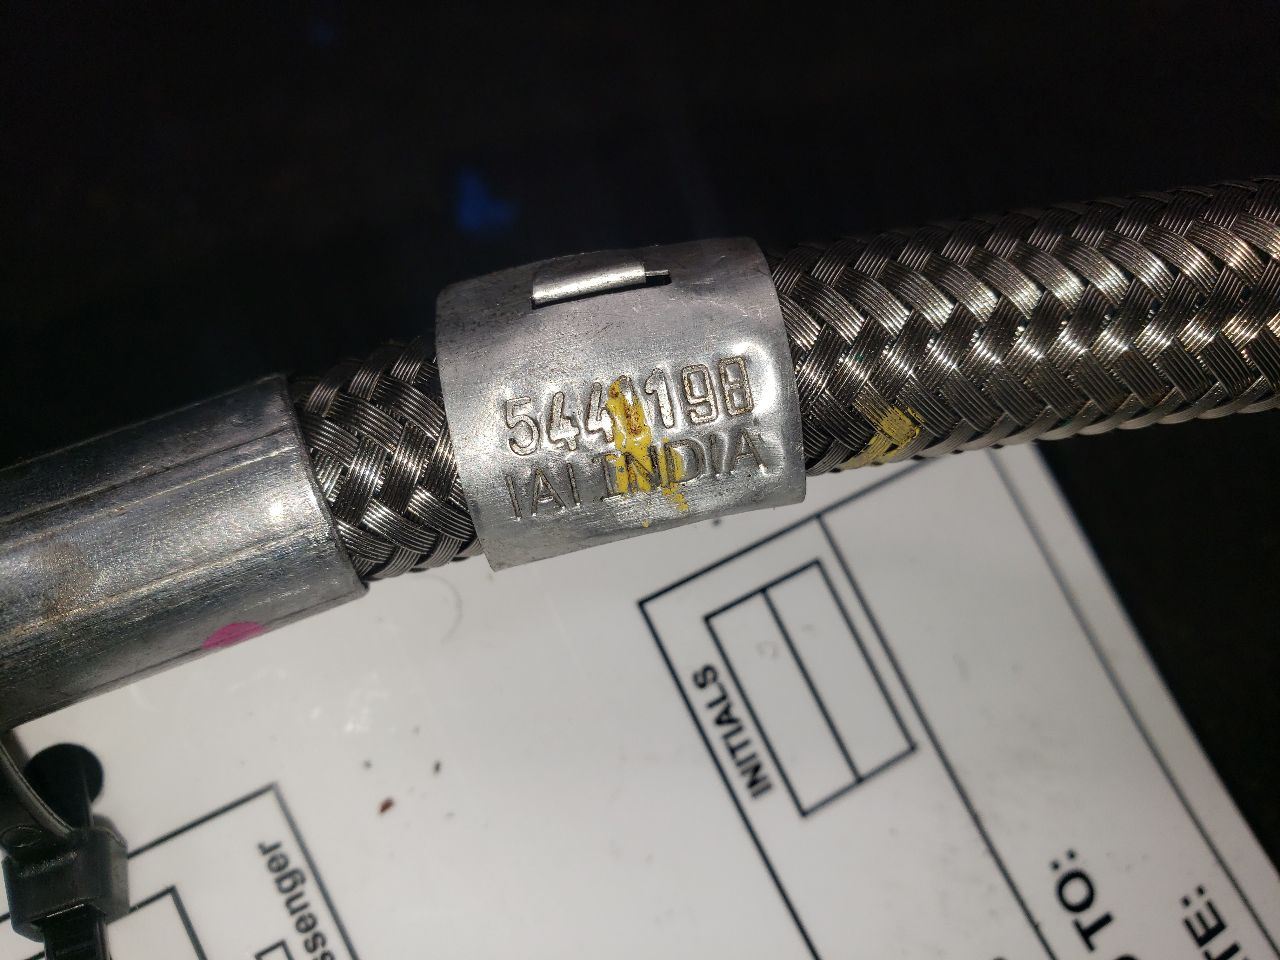 5441198
IAI INDIA
INITIALS
ssenger
TO:
TE: